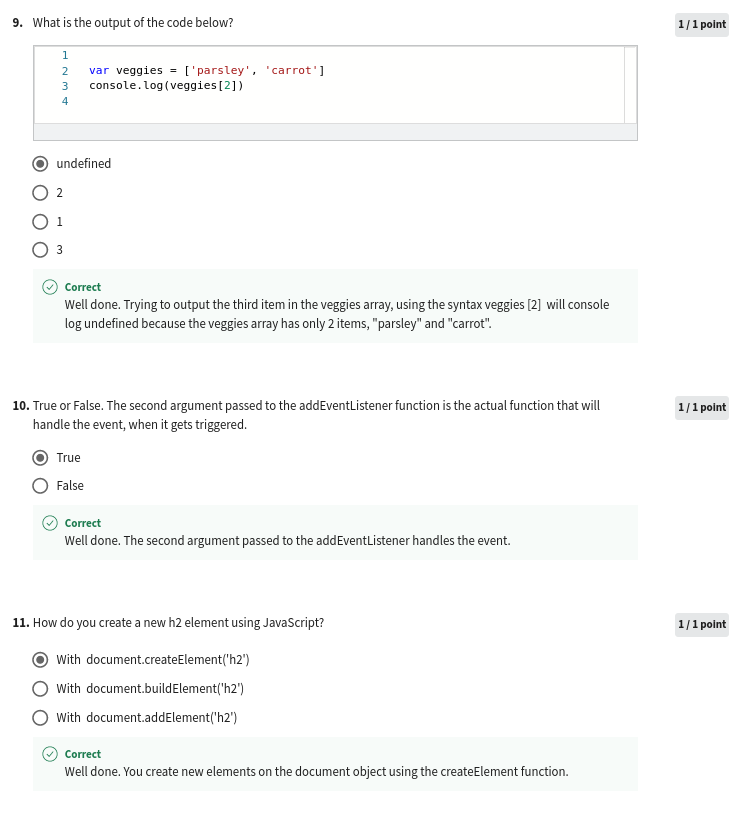 9. What is the output of the code below?
1 / 1 point
1
2 var veggies = ['parsley', 'carrot']
3 console.log(veggies[2])
4
undefined
2
1
3
Correct
Well done. Trying to output the third item in the veggies array, using the syntax veggies [2] will console
log undefined because the veggies array has only 2 items, "parsley" and "carrot".
10. True or False. The second argument passed to the addEventListener function is the actual function that will
1 / 1 point
handle the event, when it gets triggered.
True
False
Correct
Well done. The second argument passed to the addEventListener handles the event.
11. How do you create a new h2 element using JavaScript?
1 / 1 point
With document.createElement('h2')
With document.buildElement('h2')
With document.addElement('h2')
Correct
Well done. You create new elements on the document object using the createElement function.